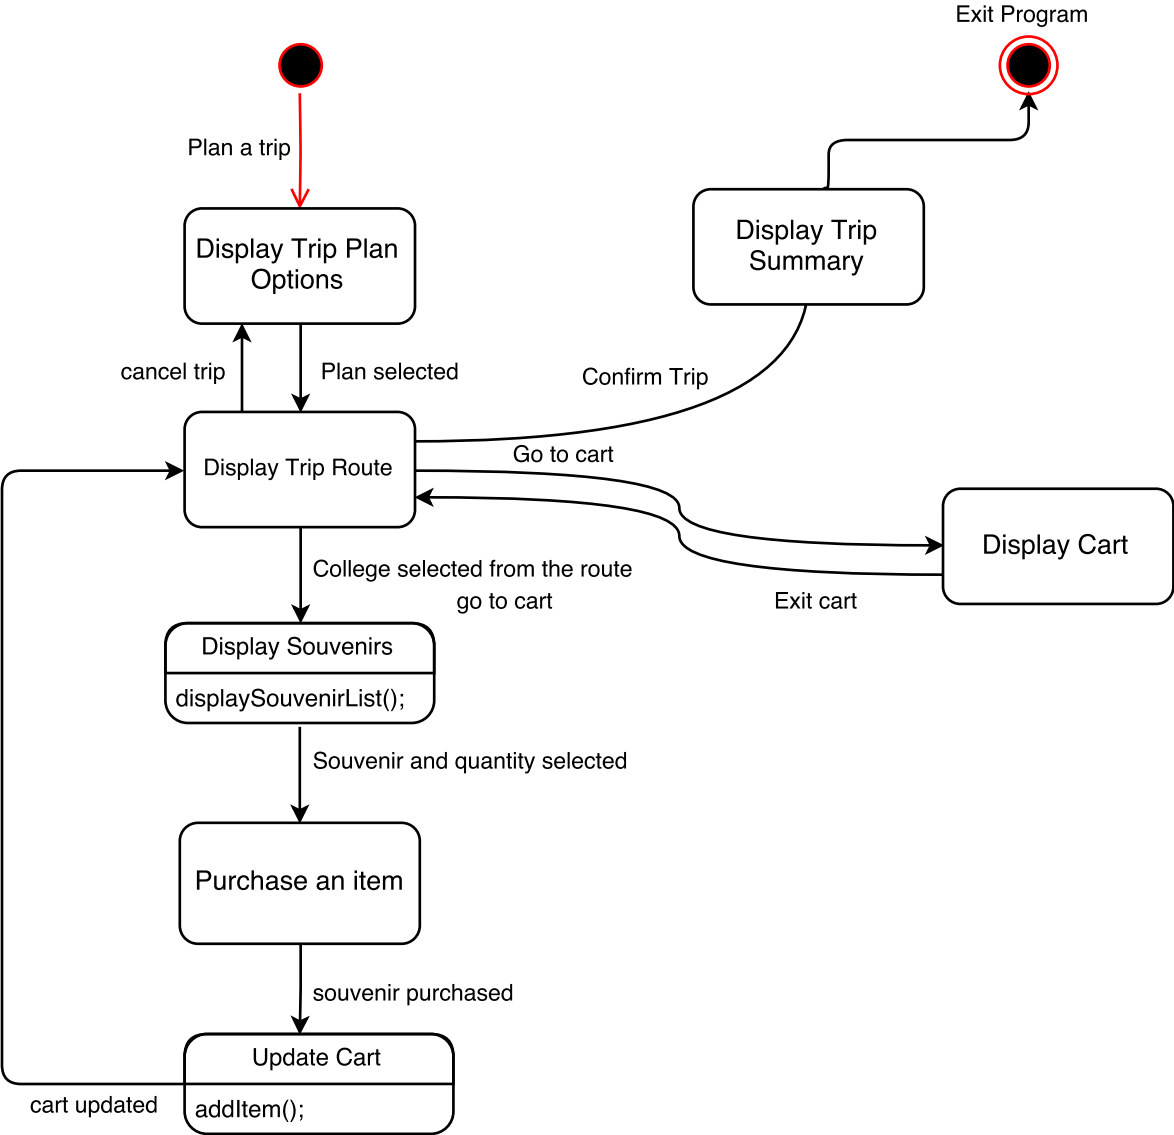 Exit Program
Plan a trip
Display Trip Plan
Options
Display Trip
Summary
cancel trip
Plan selected
Confirm Trip
Display Trip Route
Go to cart
Display Cart
College selected from the route
go to cart
Exit cart
Display Souvenirs
displaySouvenirList();
Souvenir and quantity selected
Purchase an item
souvenir purchased
Update Cart
cart updated
addItem();